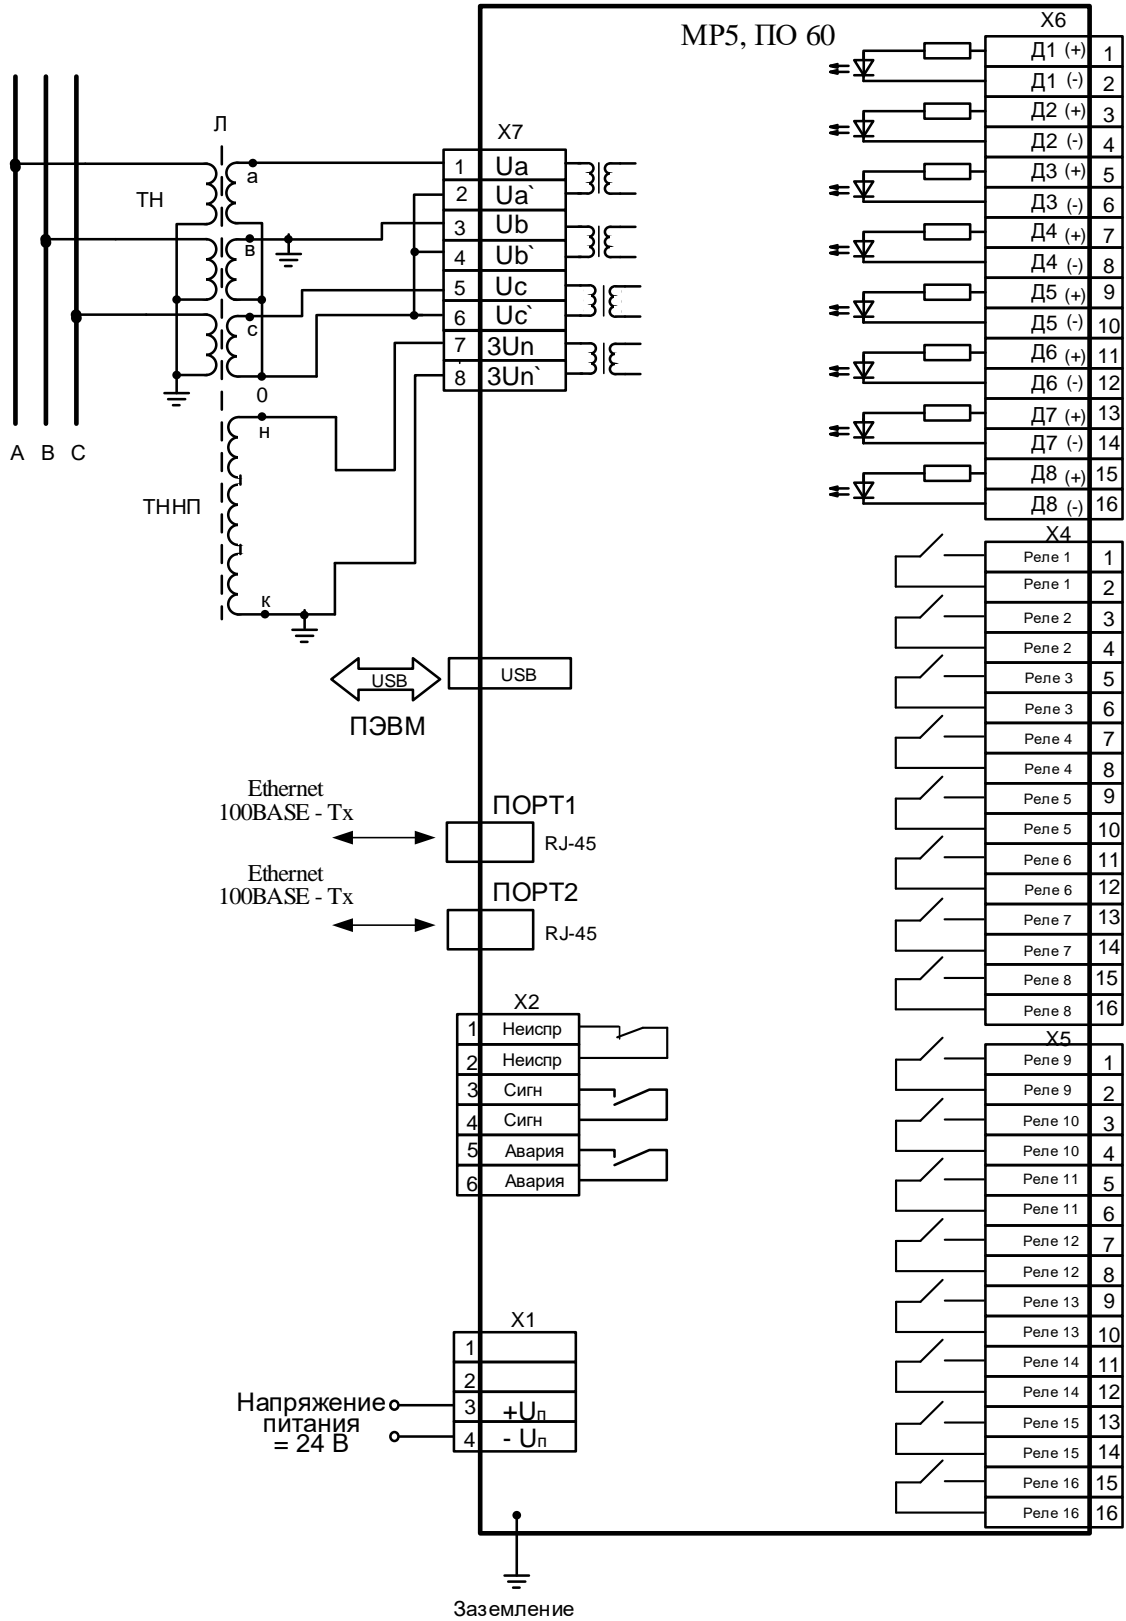 МР5, ПО 60
Л
ТН
а
в
с
0
н
ТННП
к
А В С
X7
1 Ua
2 Ua`
3 Ub
4 Ub`
5 Uc
6 Uc`
7 3Un
8 3Un`
USB
USB
ПЭВМ
Ethernet
100BASE - Tx
ПОРТ1
RJ-45
Ethernet
100BASE - Tx
ПОРТ2
RJ-45
X2
1 Неиспр
2 Неиспр
3 Сигн
4 Сигн
5 Авария
6 Авария
X1
1
2
3 +Uп
4 - Uп
Напряжение
питания
= 24 В
Заземление
X6
Д1 (+) 1
Д1 (-) 2
Д2 (+) 3
Д2 (-) 4
Д3 (+) 5
Д3 (-) 6
Д4 (+) 7
Д4 (-) 8
Д5 (+) 9
Д5 (-) 10
Д6 (+) 11
Д6 (-) 12
Д7 (+) 13
Д7 (-) 14
Д8 (+) 15
Д8 (-) 16
X4
Реле 1 1
Реле 1 2
Реле 2 3
Реле 2 4
Реле 3 5
Реле 3 6
Реле 4 7
Реле 4 8
Реле 5 9
Реле 5 10
Реле 6 11
Реле 6 12
Реле 7 13
Реле 7 14
Реле 8 15
Реле 8 16
X5
Реле 9 1
Реле 9 2
Реле 10 3
Реле 10 4
Реле 11 5
Реле 11 6
Реле 12 7
Реле 12 8
Реле 13 9
Реле 13 10
Реле 14 11
Реле 14 12
Реле 15 13
Реле 15 14
Реле 16 15
Реле 16 16